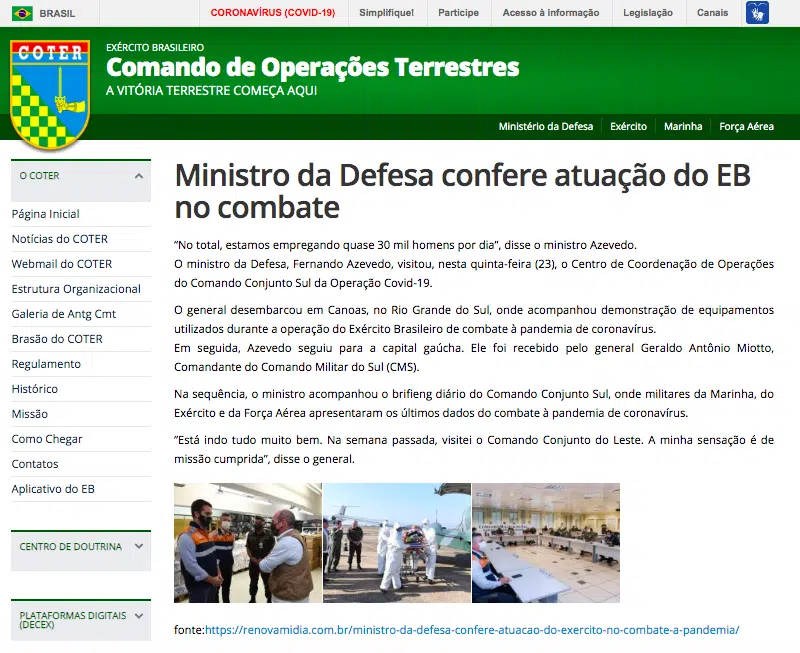 BRASIL
CORONAVÍRUS (COVID-19)
Simplifique!
Participe
Acesso à informação
Legislação
Canais
COTER
EXÉRCITO BRASILEIRO
Comando de Operações Terrestres
A VITÓRIA TERRESTRE COMEÇA AQUI
Ministério da Defesa
Exército
Marinha
Força Aérea
O COTER
Página Inicial
Notícias do COTER
Webmail do COTER
Estrutura Organizacional
Galeria de Antg Cmt
Brasão do COTER
Regulamento
Histórico
Missão
Como Chegar
Contatos
Aplicativo do EB
CENTRO DE DOUTRINA
PLATAFORMAS DIGITAIS
(DECEX)
Ministro da Defesa confere atuação do EB
no combate
“No total, estamos empregando quase 30 mil homens por dia”, disse o ministro Azevedo.
O ministro da Defesa, Fernando Azevedo, visitou, nesta quinta-feira (23), o Centro de Coordenação de Operações
do Comando Conjunto Sul da Operação Covid-19.
O general desembarcou em Canoas, no Rio Grande do Sul, onde acompanhou demonstração de equipamentos
utilizados durante a operação do Exército Brasileiro de combate à pandemia de coronavírus.
Em seguida, Azevedo seguiu para a capital gaúcha. Ele foi recebido pelo general Geraldo Antônio Miotto,
Comandante do Comando Militar do Sul (CMS).
Na sequência, o ministro acompanhou o brifieng diário do Comando Conjunto Sul, onde militares da Marinha, do
Exército e da Força Aérea apresentaram os últimos dados do combate à pandemia de coronavírus.
“Está indo tudo muito bem. Na semana passada, visitei o Comando Conjunto do Leste. A minha sensação é de
missão cumprida”, disse o general.
fonte:https://renovamidia.com.br/ministro-da-defesa-confere-atuacao-do-exercito-no-combate-a-pandemia/